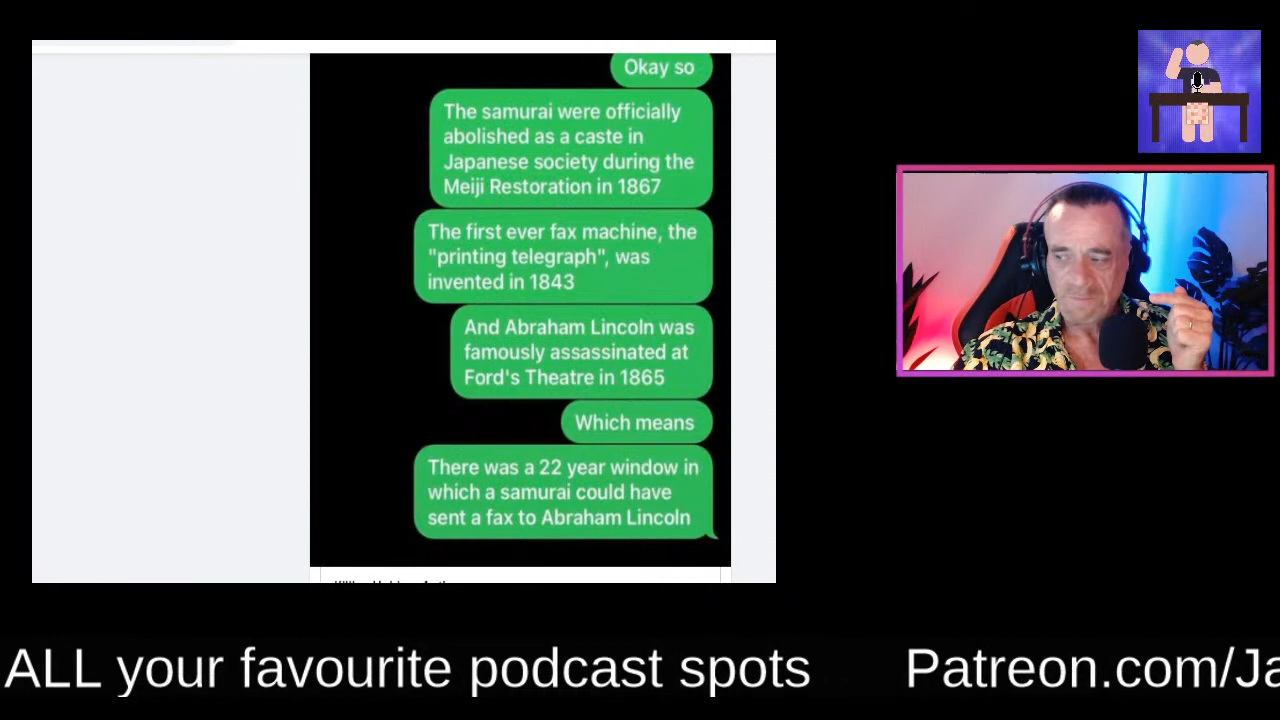 Okay so
The samurai were officially
abolished as a caste in
Japanese society during the
Meiji Restoration in 1867
The first ever fax machine, the
"printing telegraph", was
invented in 1843
And Abraham Lincoln was
famously assassinated at
Ford's Theatre in 1865
Which means
There was a 22 year window in
which a samurai could have
sent a fax to Abraham Lincoln
ALL your favourite podcast spots Patreon.com/Ja